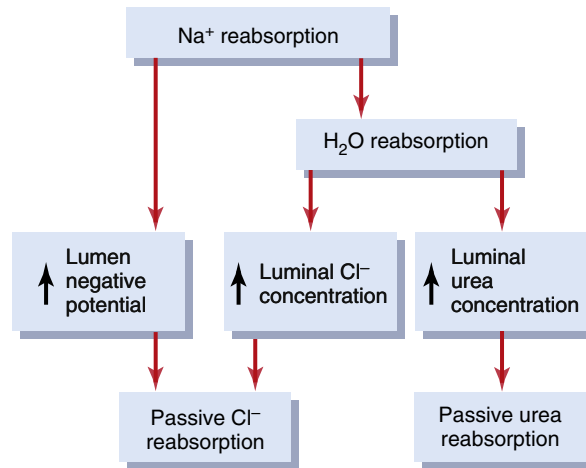 Na⁺ reabsorption
H₂O reabsorption
Lumen
negative
potential
Luminal Cl⁻
concentration
Luminal
urea
concentration
Passive Cl⁻
reabsorption
Passive urea
reabsorption